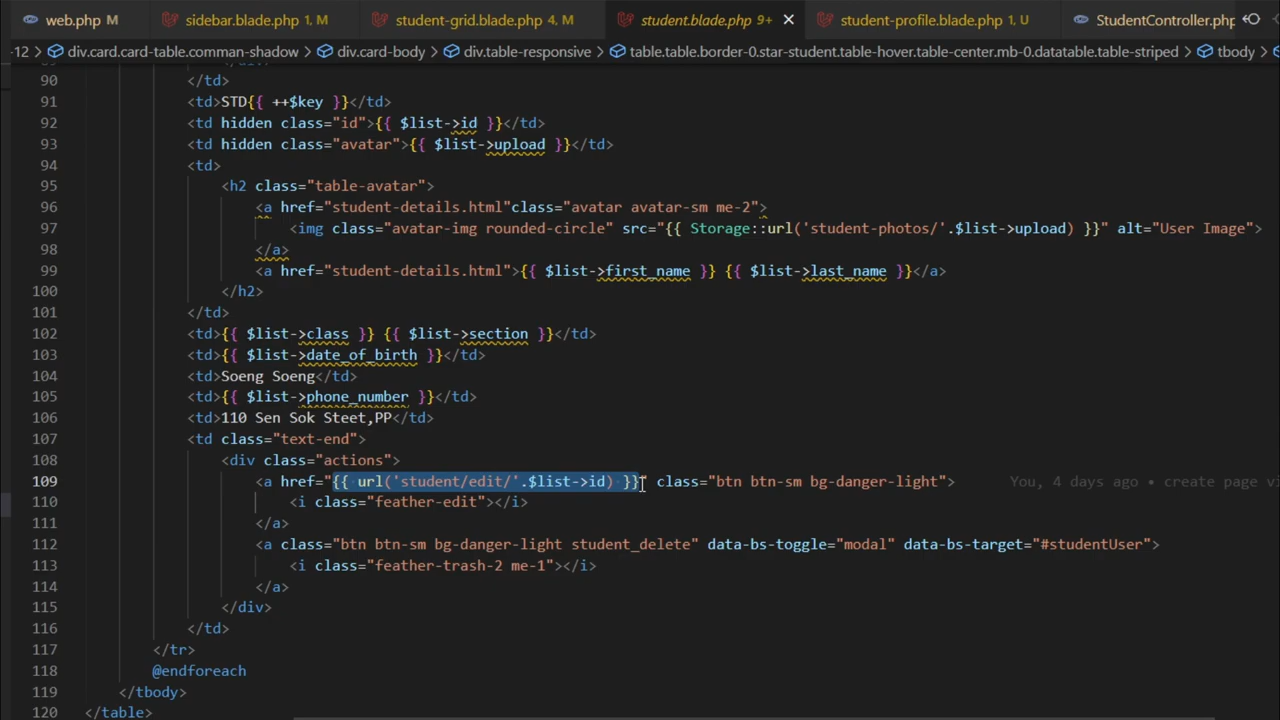 web.php M sidebar.blade.php 1, M student-grid.blade.php 4, M student.blade.php 9+ student-profile.blade.php 1, U StudentController.php
-12 > div.card.card-table.comman-shadow > div.card-body > div.table-responsive > table.table.border-0.star-student.table-hover.table-center.mb-0.datatable.table-striped > tbody >
90 </td>
91 <td>STD{{ ++$key }}</td>
92 <td hidden class="id">{{ $list->id }}</td>
93 <td hidden class="avatar">{{ $list->upload }}</td>
94 <td>
95 <h2 class="table-avatar">
96 <a href="student-details.html"class="avatar avatar-sm me-2">
97 <img class="avatar-img rounded-circle" src="{{ Storage::url('student-photos/'.$list->upload) }}" alt="User Image">
98 </a>
99 <a href="student-details.html">{{ $list->first_name }} {{ $list->last_name }}</a>
100 </h2>
101 </td>
102 <td>{{ $list->class }} {{ $list->section }}</td>
103 <td>{{ $list->date_of_birth }}</td>
104 <td>Soeng Soeng</td>
105 <td>{{ $list->phone_number }}</td>
106 <td>110 Sen Sok Steet,PP</td>
107 <td class="text-end">
108 <div class="actions">
109 <a href="{{ url('student/edit/'.$list->id) }}" class="btn btn-sm bg-danger-light"> You, 4 days ago • create page vi
110 <i class="feather-edit"></i>
111 </a>
112 <a class="btn btn-sm bg-danger-light student_delete" data-bs-toggle="modal" data-bs-target="#studentUser">
113 <i class="feather-trash-2 me-1"></i>
114 </a>
115 </div>
116 </td>
117 </tr>
118 @endforeach
119 </tbody>
120 </table>